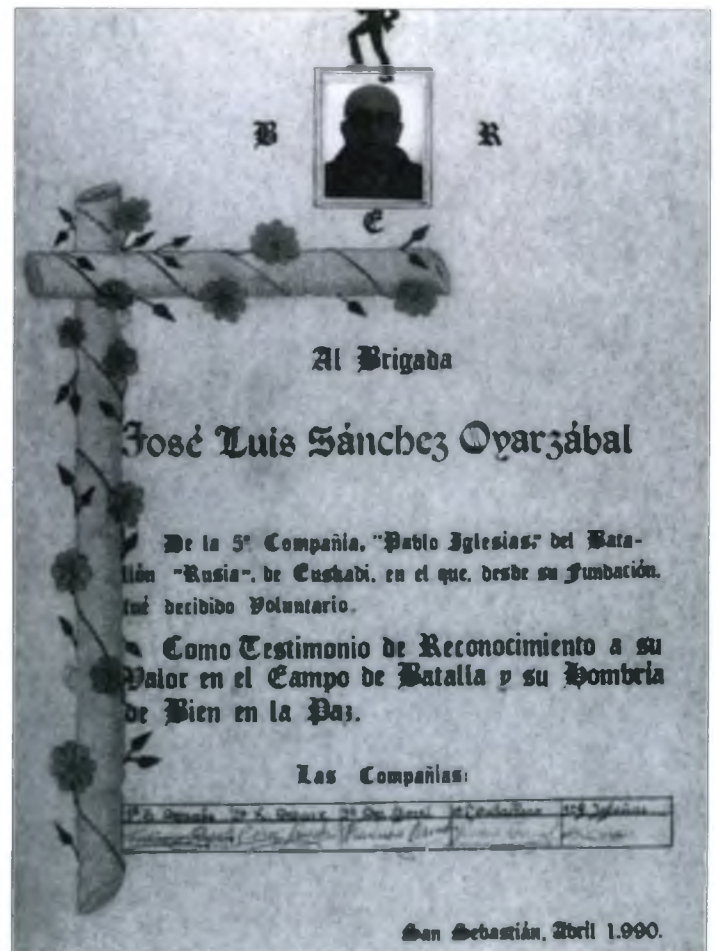 B R
E
Al Brigada
José Luis Sánchez Oyarzábal
De la 5ª Compañia, "Pablo Iglesias," del Bata-
llón "Rusia", de Euskadi, en el que, desde su Fundación,
fué decidido Voluntario.
Como Testimonio de Reconocimiento a su
Valor en el Campo de Batalla y su Hombría
de Bien en la Paz.
Las Compañias:
San Sebastián, Abril 1.990.